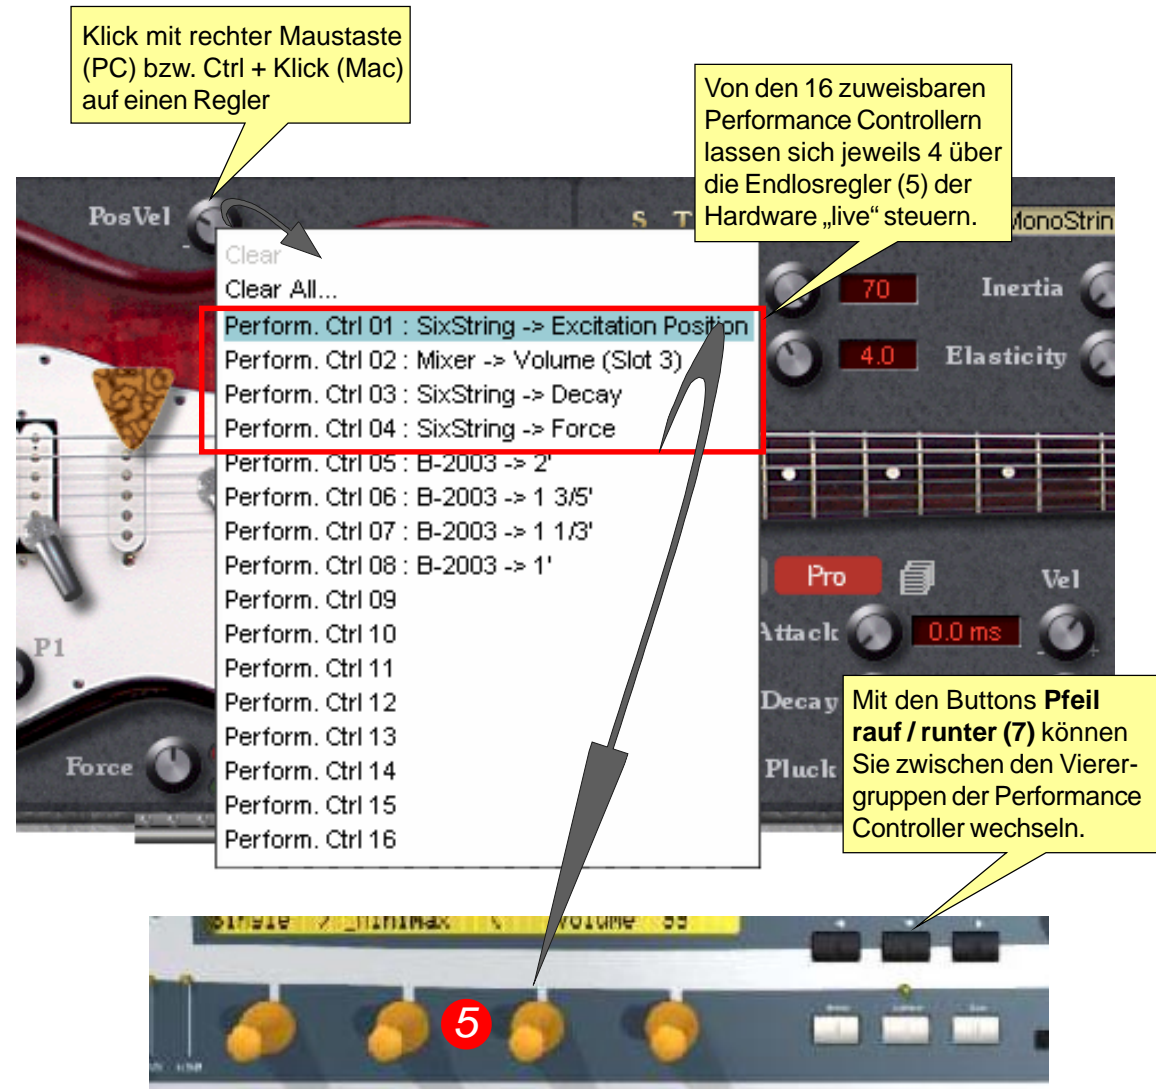 Klick mit rechter Maustaste
(PC) bzw. Ctrl + Klick (Mac)
auf einen Regler
Von den 16 zuweisbaren
Performance Controllern
lassen sich jeweils 4 über
die Endlosregler (5) der
Hardware „live“ steuern.
PosVel
S T
MonoStrin
Clear
Clear All...
Perform. Ctrl 01 : SixString -> Excitation Position
Perform. Ctrl 02 : Mixer -> Volume (Slot 3)
Perform. Ctrl 03 : SixString -> Decay
Perform. Ctrl 04 : SixString -> Force
Perform. Ctrl 05 : B-2003 -> 2'
Perform. Ctrl 06 : B-2003 -> 1 3/5'
Perform. Ctrl 07 : B-2003 -> 1 1/3'
Perform. Ctrl 08 : B-2003 -> 1'
Perform. Ctrl 09
Perform. Ctrl 10
Perform. Ctrl 11
Perform. Ctrl 12
Perform. Ctrl 13
Perform. Ctrl 14
Perform. Ctrl 15
Perform. Ctrl 16
70 Inertia
4.0 Elasticity
Pro Vel
Attack 0.0 ms
Decay
Pluck
P1
Force
Mit den Buttons Pfeil
rauf / runter (7) können
Sie zwischen den Vierer-
gruppen der Performance
Controller wechseln.
Single _MiniMax Volume 99
5